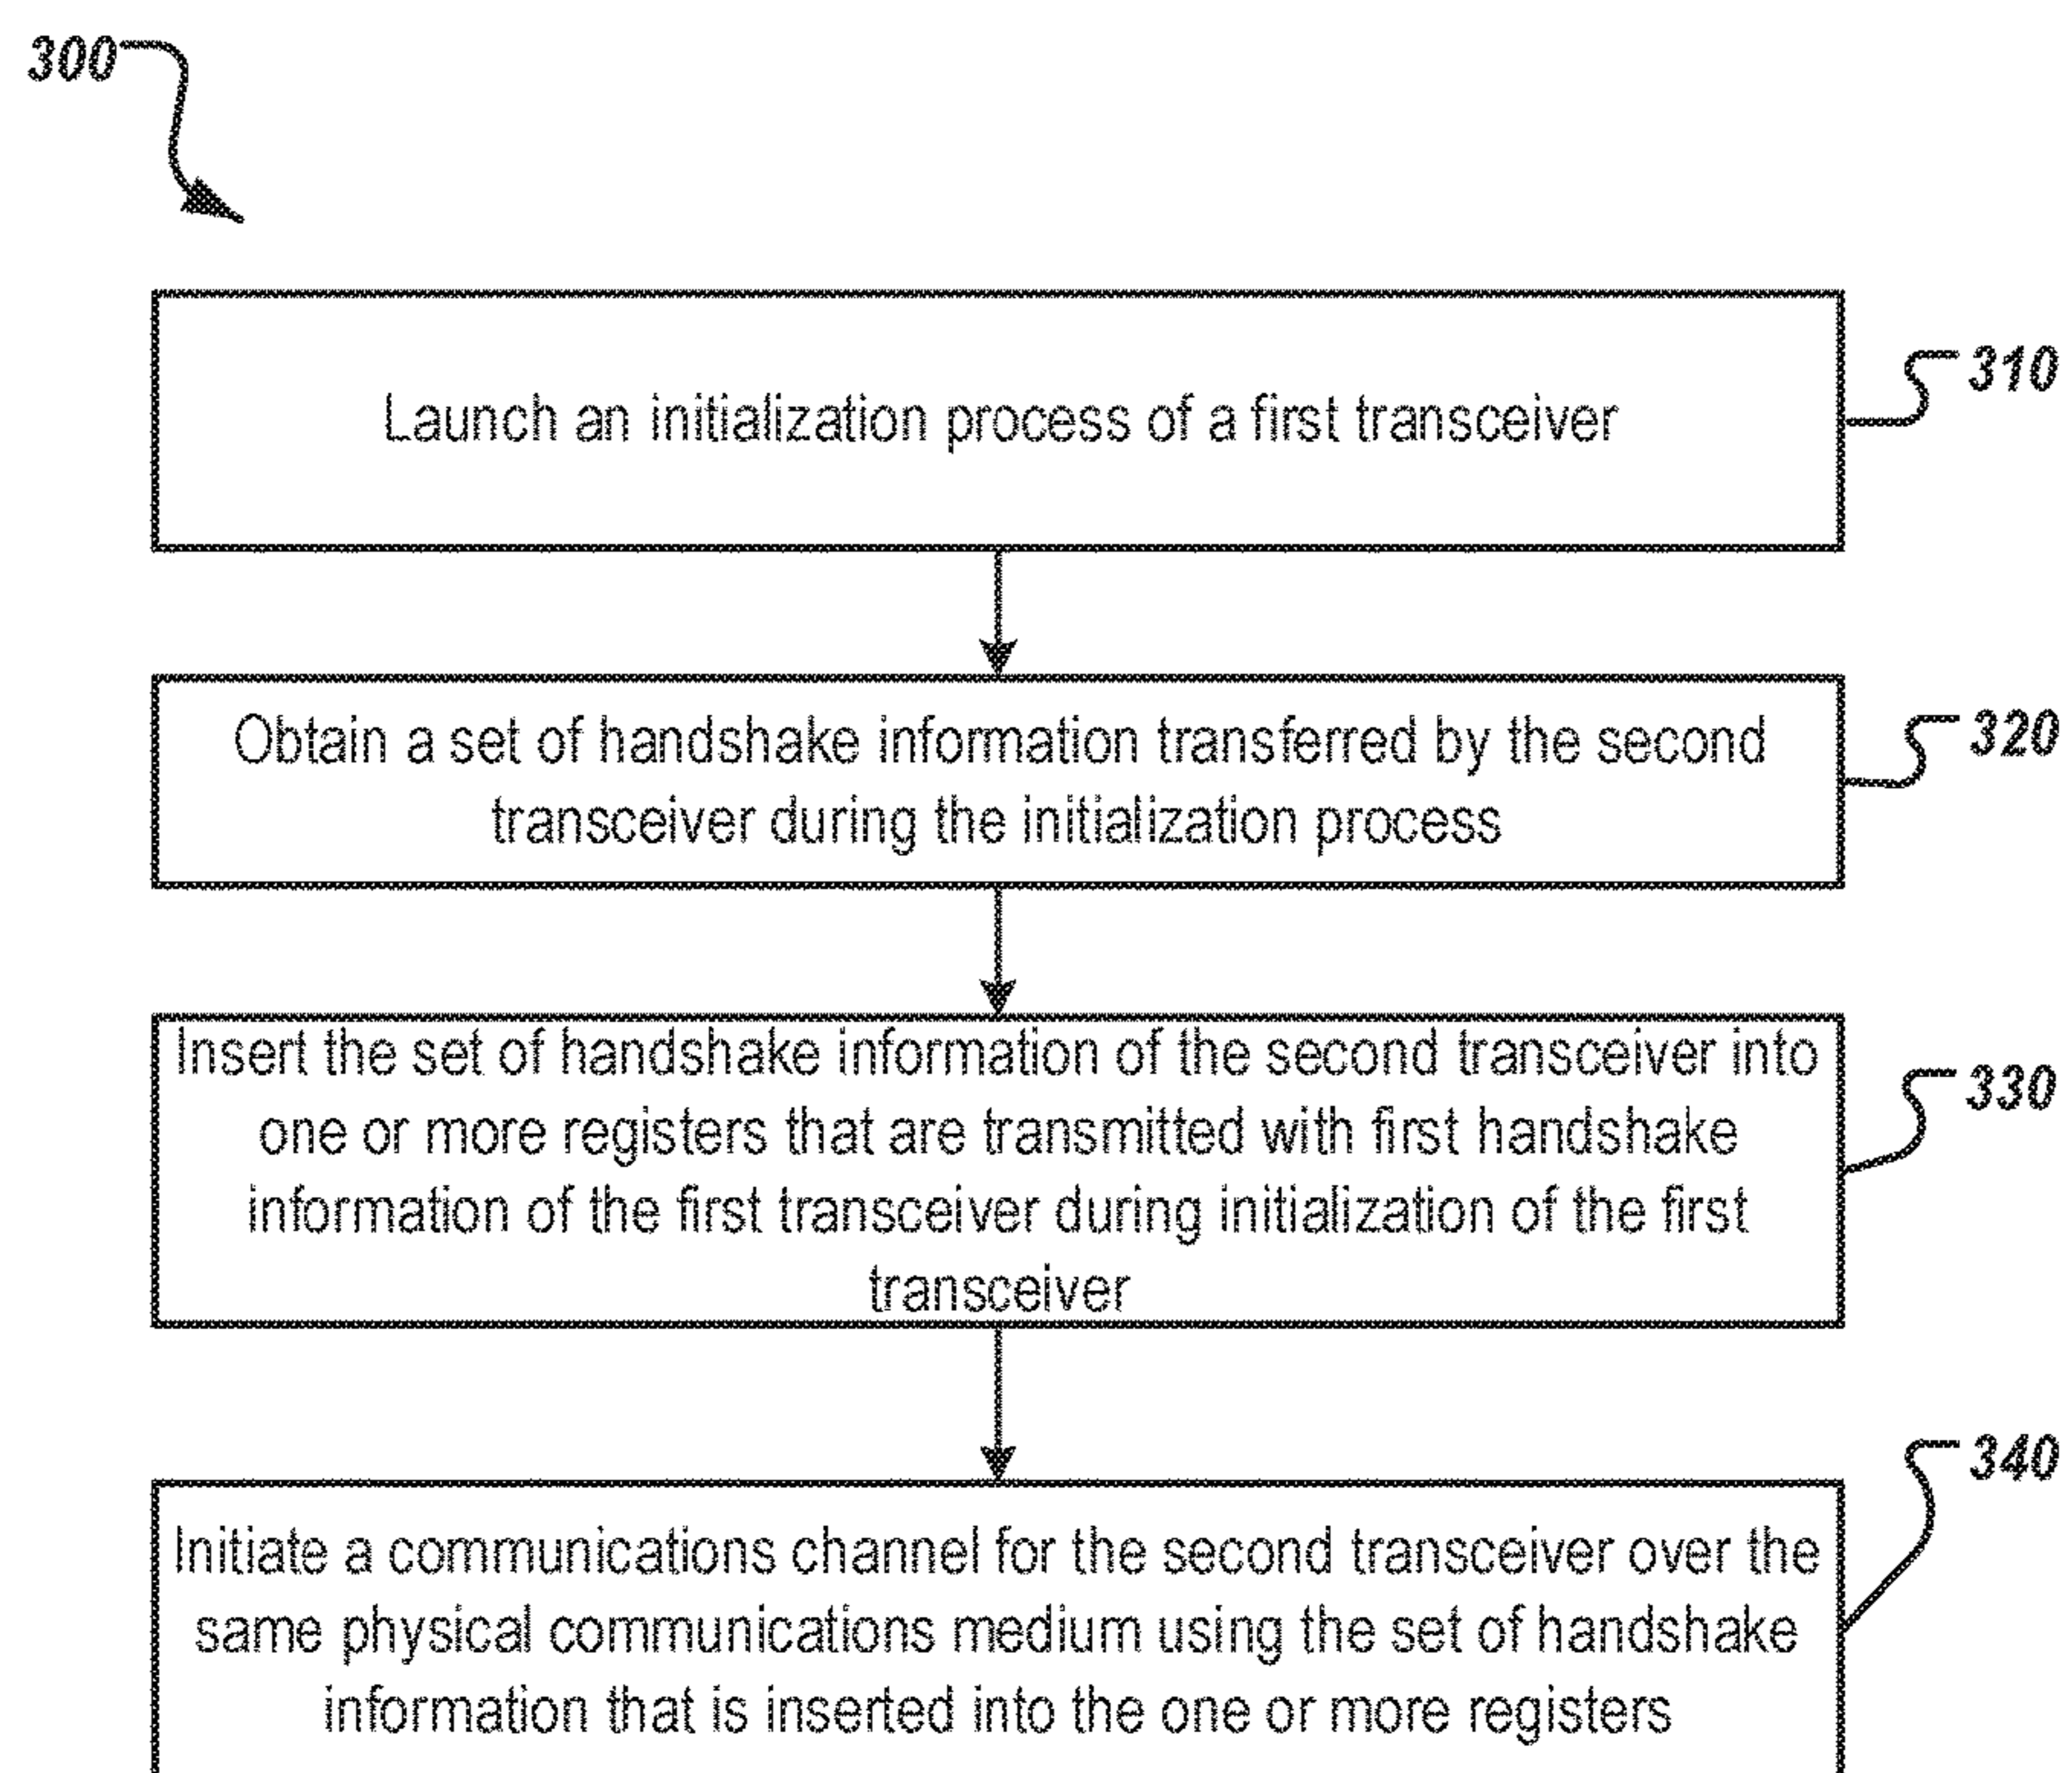 300
Launch an initialization process of a first transceiver
310
Obtain a set of handshake information transferred by the second
transceiver during the initialization process
320
Insert the set of handshake information of the second transceiver into
one or more registers that are transmitted with first handshake
information of the first transceiver during initialization of the first
transceiver
330
Initiate a communications channel for the second transceiver over the
same physical communications medium using the set of handshake
information that is inserted into the one or more registers
340